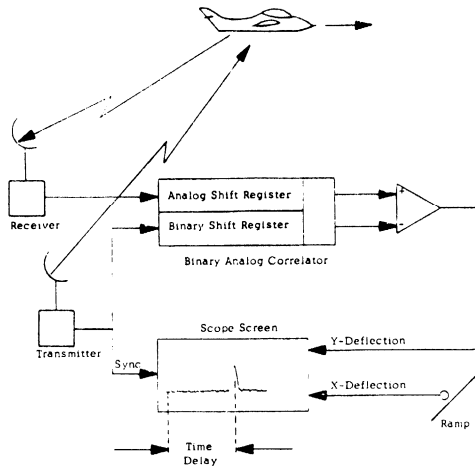 Analog Shift Register
+
Receiver
Binary Shift Register
-
Binary Analog Correlator
Scope Screen
Y-Deflection
Transmitter
Sync
X-Deflection
Ramp
Time
Delay